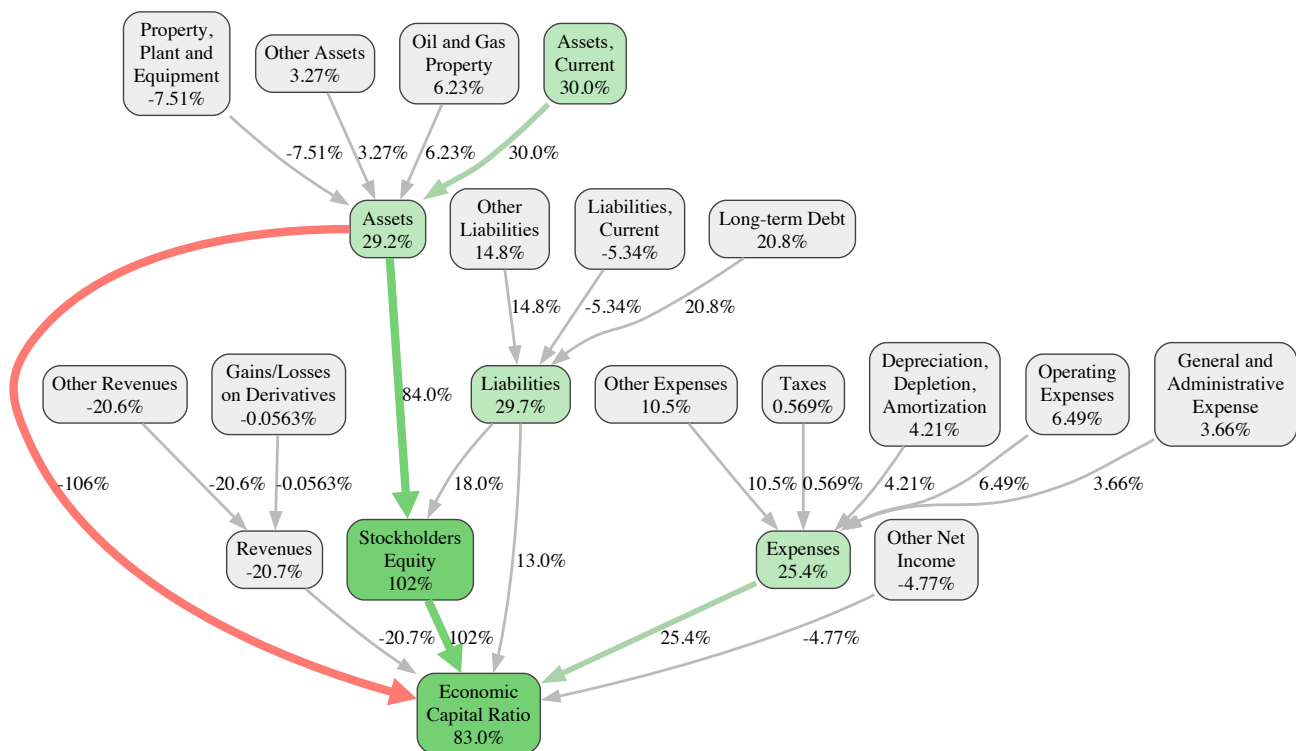 Property,
Plant and
Equipment
-7.51%
Other Assets
3.27%
Oil and Gas
Property
6.23%
Assets,
Current
30.0%
-7.51%
3.27%
6.23%
30.0%
Assets
29.2%
Other
Liabilities
14.8%
Liabilities,
Current
-5.34%
Long-term Debt
20.8%
14.8%
-5.34%
20.8%
Other Revenues
-20.6%
Gains/Losses
on Derivatives
-0.0563%
84.0%
Liabilities
29.7%
Other Expenses
10.5%
Taxes
0.569%
Depreciation,
Depletion,
Amortization
4.21%
Operating
Expenses
6.49%
General and
Administrative
Expense
3.66%
-106%
-20.6%
-0.0563%
18.0%
10.5%
0.569%
4.21%
6.49%
3.66%
Revenues
-20.7%
Stockholders
Equity
102%
13.0%
Expenses
25.4%
Other Net
Income
-4.77%
-20.7%
102%
25.4%
-4.77%
Economic
Capital Ratio
83.0%